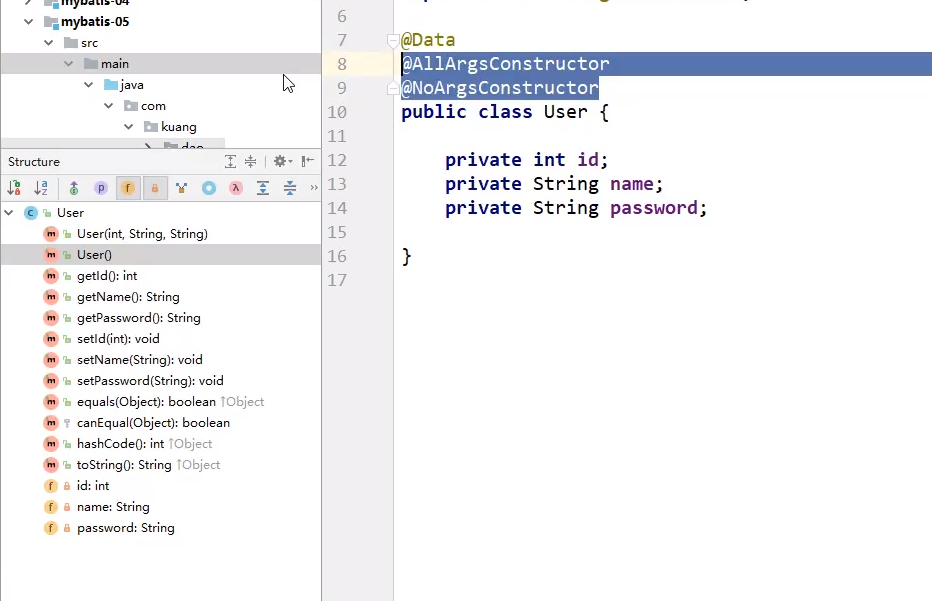 mybatis-04
mybatis-05
src
main
java
com
kuang
dao
Structure
User
User(int, String, String)
User()
getId(): int
getName(): String
getPassword(): String
setId(int): void
setName(String): void
setPassword(String): void
equals(Object): boolean ↑Object
canEqual(Object): boolean
hashCode(): int ↑Object
toString(): String ↑Object
id: int
name: String
password: String
6
7 @Data
8 @AllArgsConstructor
9 @NoArgsConstructor
10 public class User {
11
12 private int id;
13 private String name;
14 private String password;
15
16 }
17